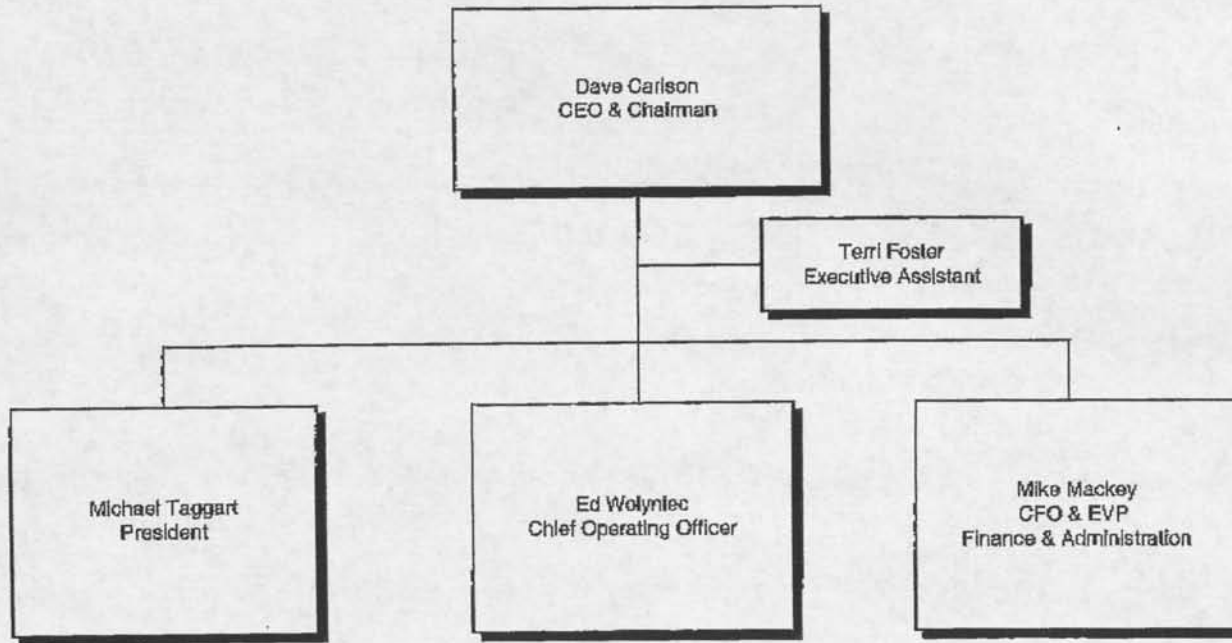 Dave Carlson
CEO & Chairman
Terri Foster
Executive Assistant
Michael Taggart
President
Ed Wolyniec
Chief Operating Officer
Mike Mackey
CFO & EVP
Finance & Administration